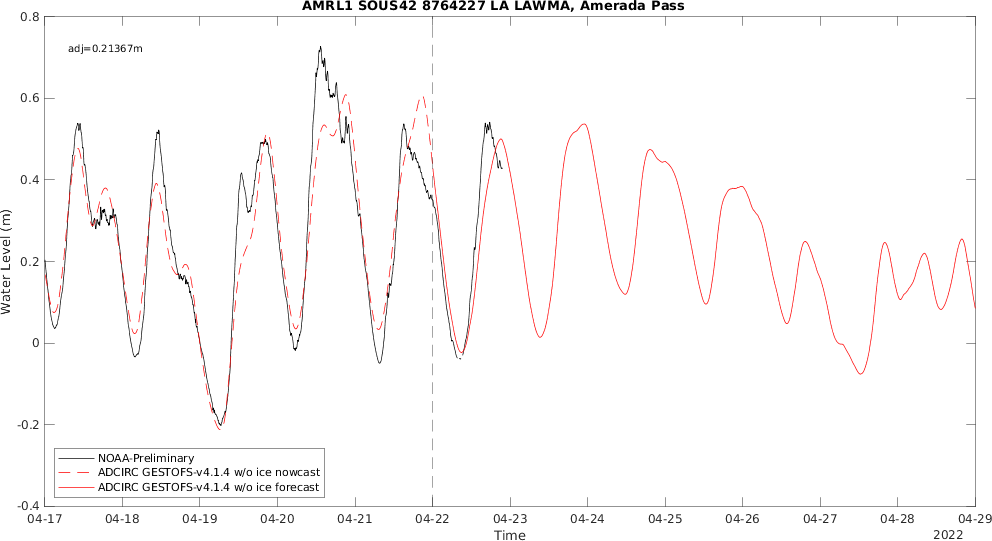 AMRL1 SOUS42 8764227 LA LAWMA, Amerada Pass
adj=0.21367m
0.8
0.6
0.4
0.2
0
-0.2
-0.4
Water Level (m)
NOAA-Preliminary
ADCIRC GESTOFS-v4.1.4 w/o ice nowcast
ADCIRC GESTOFS-v4.1.4 w/o ice forecast
04-17 04-18 04-19 04-20 04-21 04-22 04-23 04-24 04-25 04-26 04-27 04-28 04-29
Time
2022